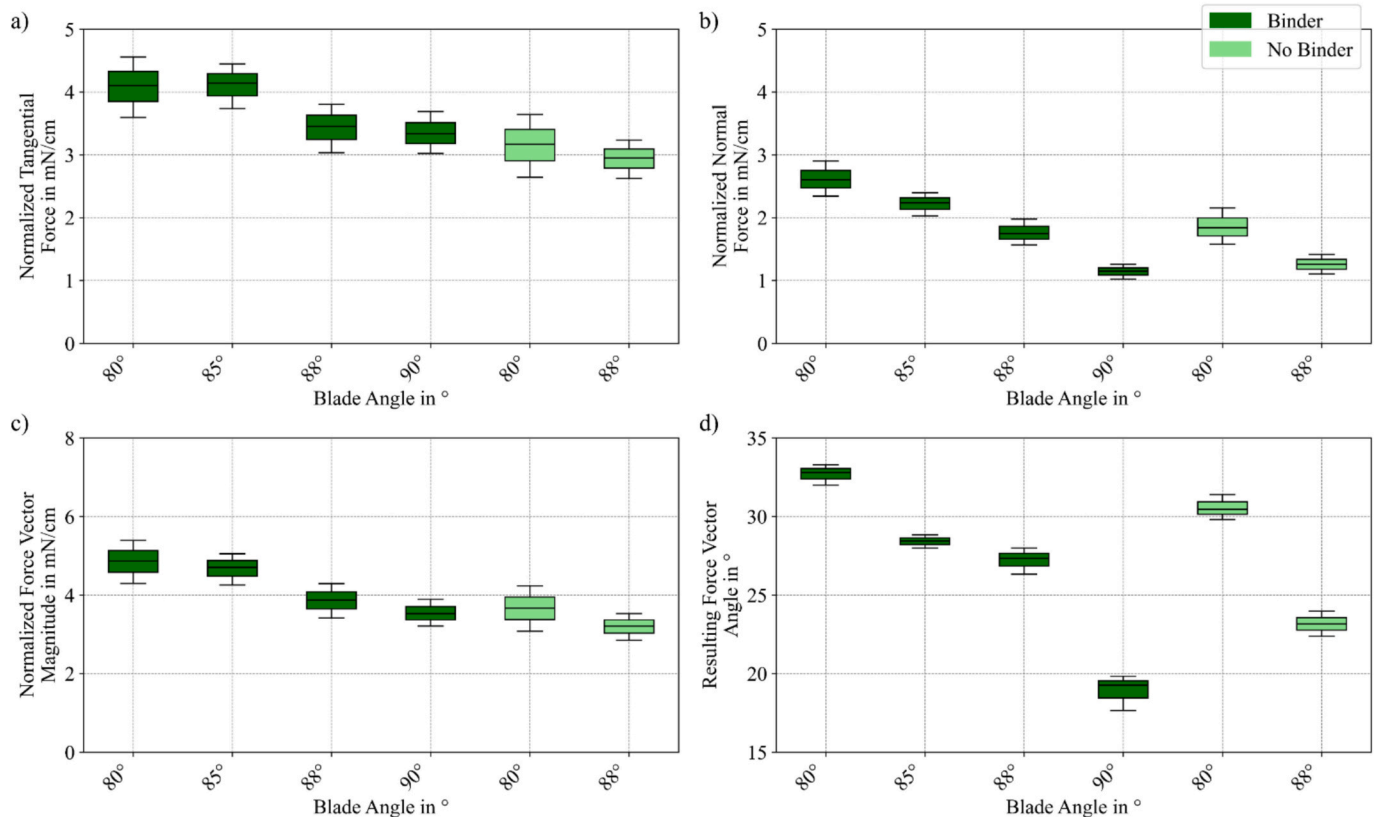 a)
Normalized Tangential
Force in mN/cm
5
4
3
2
1
0
80°
85°
88°
90°
80°
88°
Blade Angle in °
b)
Binder
No Binder
Normalized Normal
Force in mN/cm
5
4
3
2
1
0
80°
85°
88°
90°
80°
88°
Blade Angle in °
c)
Normalized Force Vector
Magnitude in mN/cm
8
6
4
2
0
80°
85°
88°
90°
80°
88°
Blade Angle in °
d)
Resulting Force Vector
Angle in °
35
30
25
20
15
80°
85°
88°
90°
80°
88°
Blade Angle in °